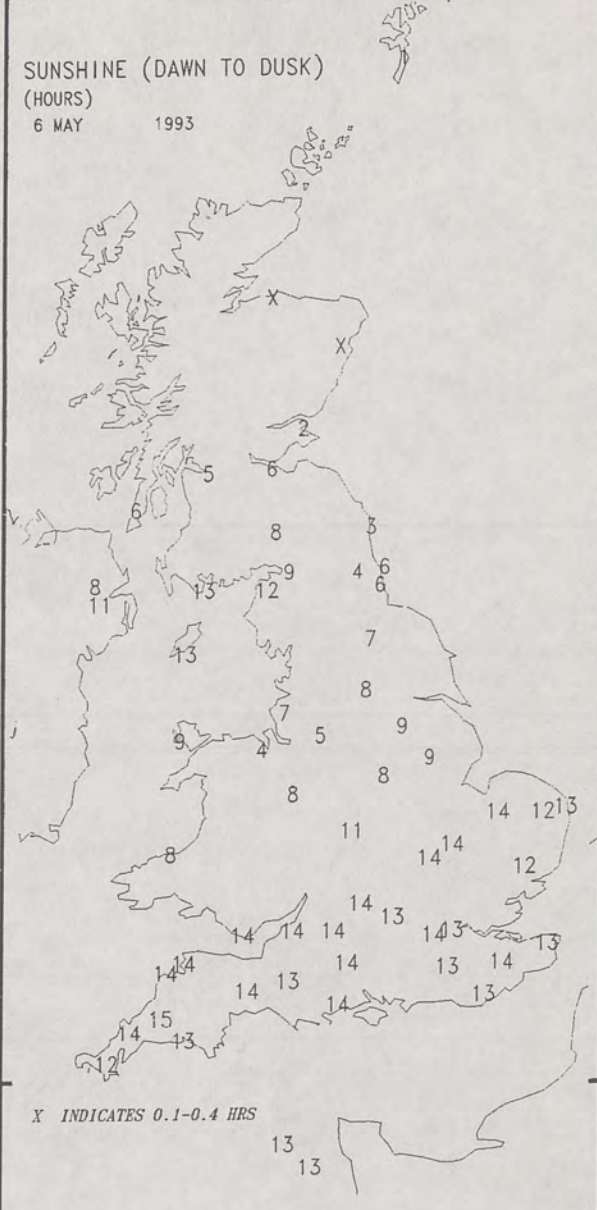 SUNSHINE (DAWN TO DUSK)
(HOURS)
6 MAY 1993
X
X
2
5 6
6
8 3
9 4 6
8 13 12 6
11
7
13
8
7 9
9 4 5 9
8
8
14 12 13
11 14
8 14 12
14 13
14 14 14 14 13 13
14 14 14 13 14
14 13 14 13
15
14 13
12
X INDICATES 0.1-0.4 HRS
13
13